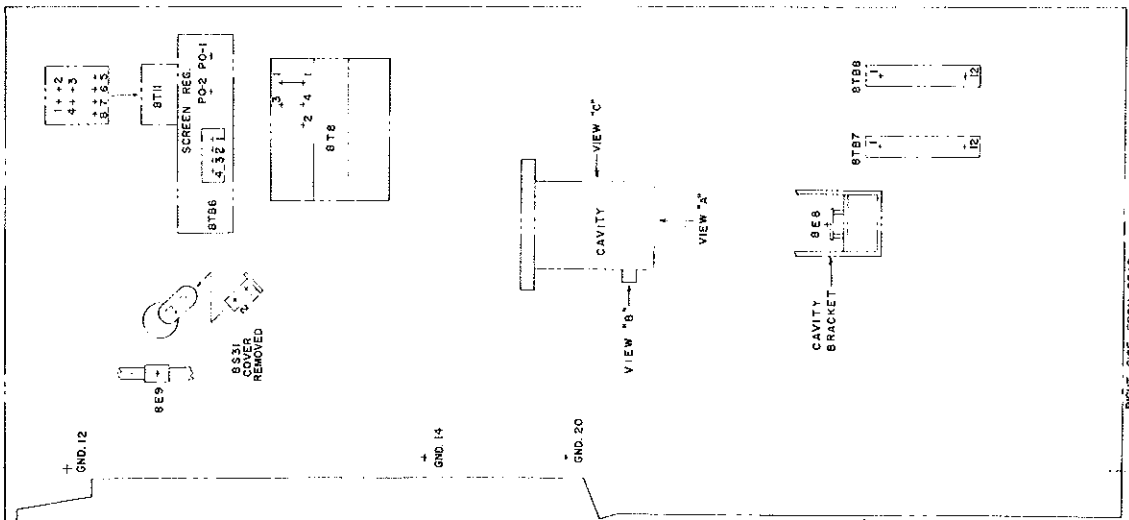 1 + + 2
4 + + 3
8 7 6 5
8T11
SCREEN REG.
PO-2 PO-1
4 3 2 1
8TB6
3 1
2 4 1
8T8
8TB8
1 12
8TB7
1 12
VIEW "C"
CAVITY
VIEW "A"
VIEW "B"
8E8
CAVITY
BRACKET
8S31
COVER
REMOVED
8E9
GND. 12
GND. 14
GND. 20